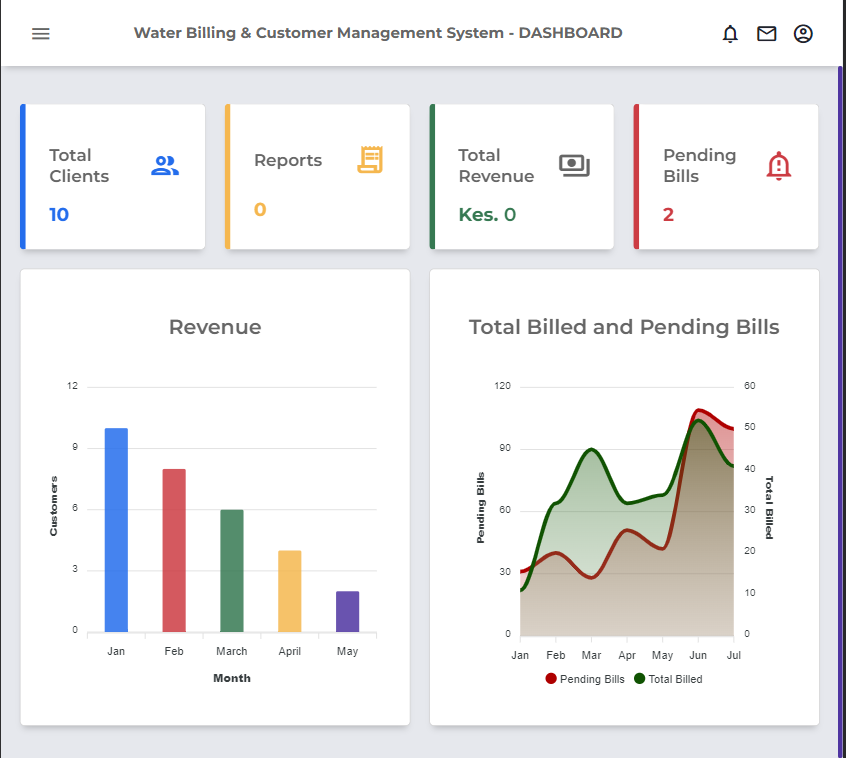 Water Billing & Customer Management System - DASHBOARD
Total
Clients
10
Reports
0
Total
Revenue
Kes. 0
Pending
Bills
2
Revenue
12
9
6
3
0
Customers
Jan Feb March April May
Month
Total Billed and Pending Bills
120
90
60
30
0
Pending Bills
60
50
40
30
20
10
0
Total Billed
Jan Feb Mar Apr May Jun Jul
Pending Bills Total Billed